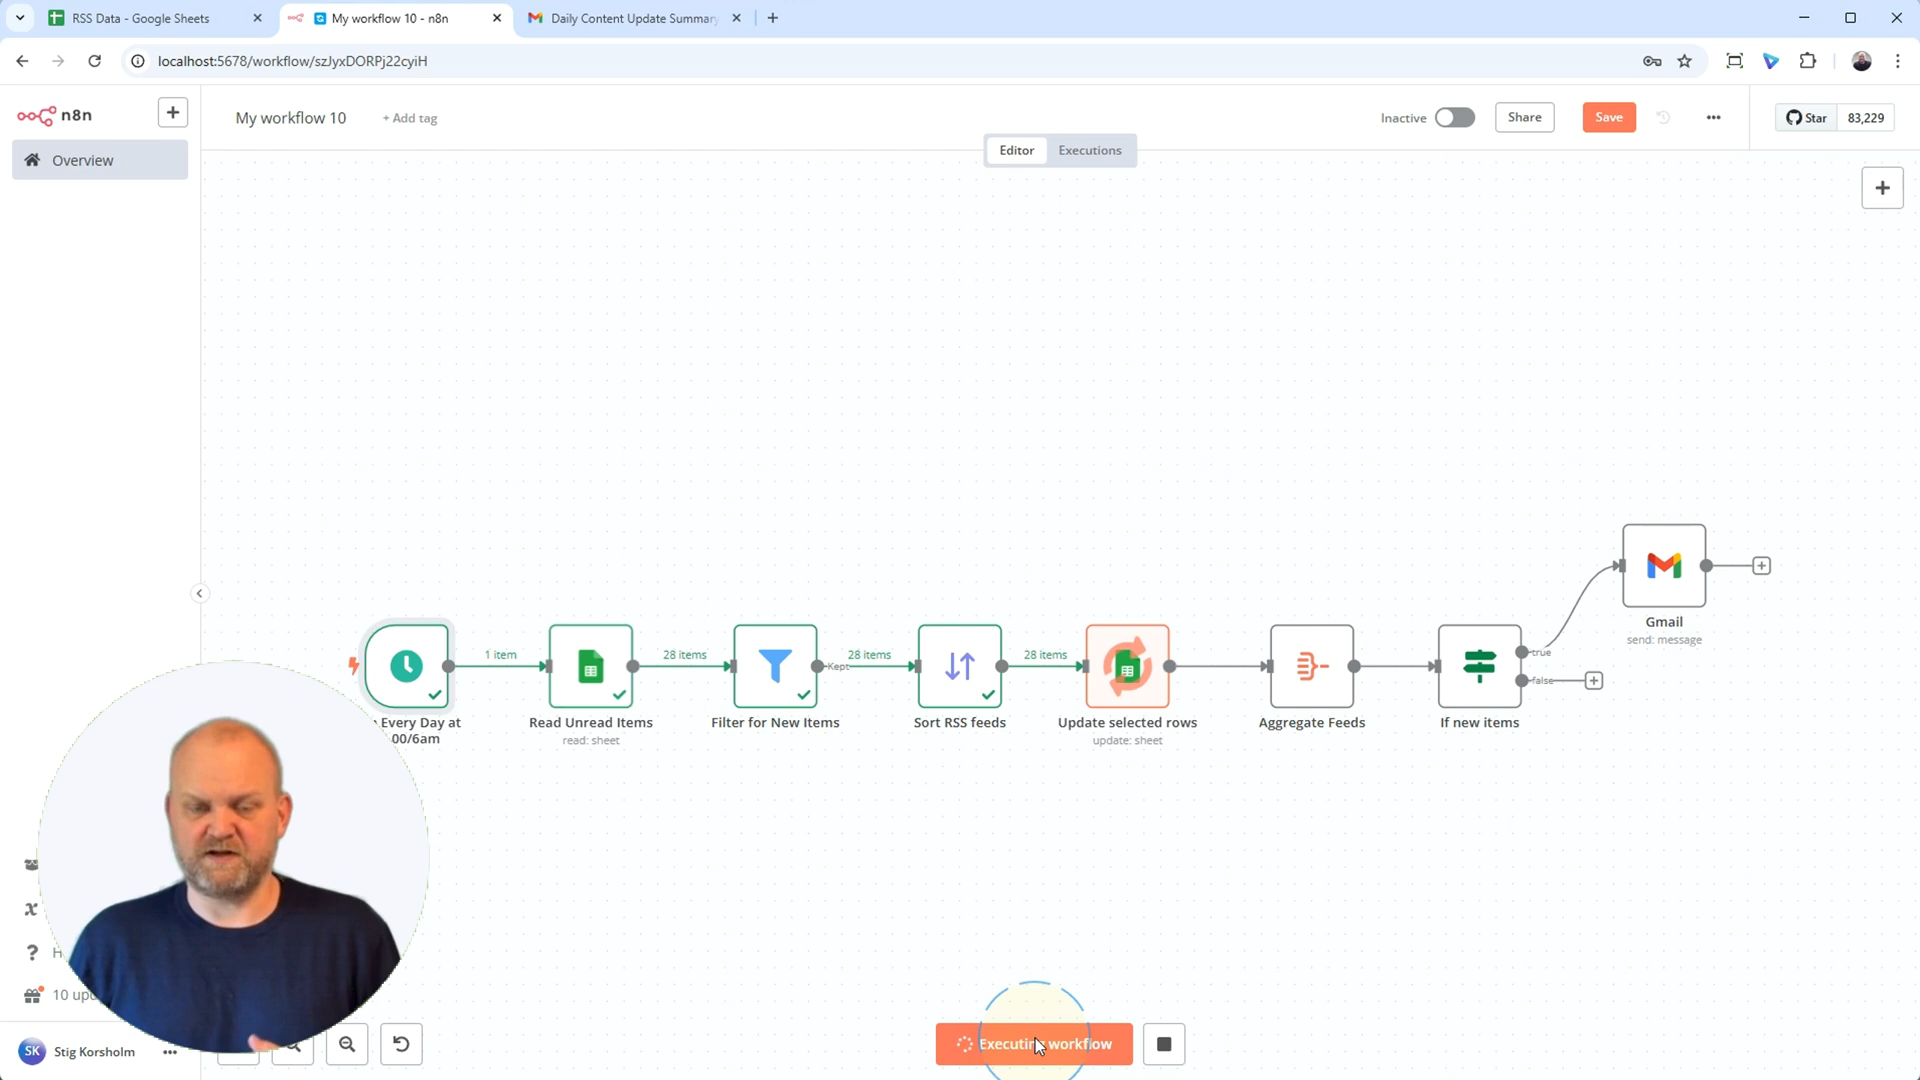 RSS Data - Google Sheets
My workflow 10 - n8n
Daily Content Update Summary
localhost:5678/workflow/szJyxDORPj22cyiH
n8n
My workflow 10
+ Add tag
Inactive
Share
Save
Star
83,229
Overview
Editor
Executions
1 item
28 items
Kept
28 items
28 items
true
false
Gmail
send: message
Every Day at
00/6am
Read Unread Items
read: sheet
Filter for New Items
Sort RSS feeds
Update selected rows
update: sheet
Aggregate Feeds
If new items
10
SK
Stig Korsholm
Executing workflow